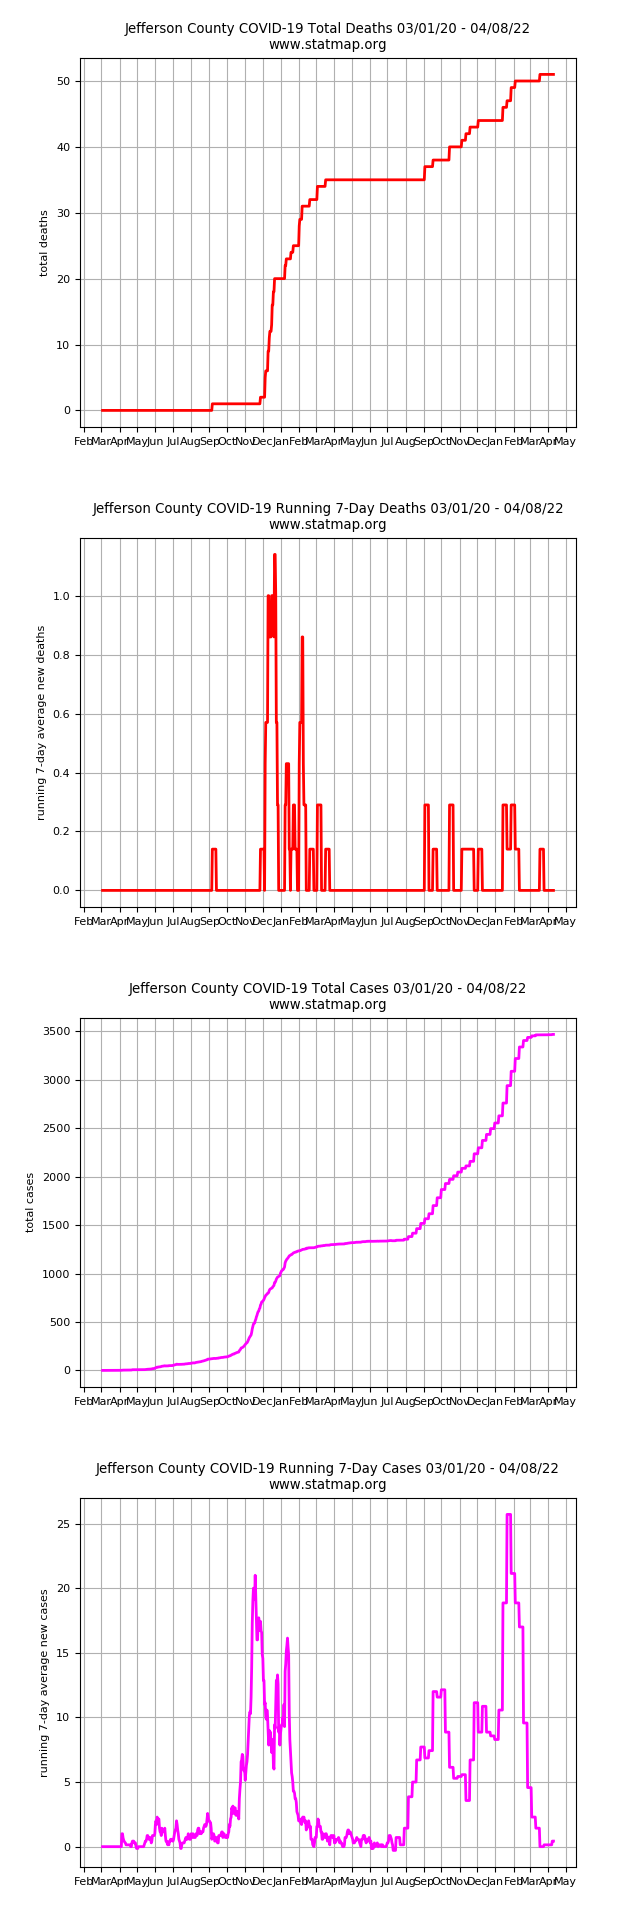 Jefferson County COVID-19 Total Deaths 03/01/20 - 04/08/22
www.statmap.org
50
40
30
20
10
0
total deaths
Feb Mar Apr May Jun Jul Aug Sep Oct Nov Dec Jan Feb Mar Apr May Jun Jul Aug Sep Oct Nov Dec Jan Feb Mar Apr May
Jefferson County COVID-19 Running 7-Day Deaths 03/01/20 - 04/08/22
www.statmap.org
1.0
0.8
0.6
0.4
0.2
0.0
running 7-day average new deaths
Feb Mar Apr May Jun Jul Aug Sep Oct Nov Dec Jan Feb Mar Apr May Jun Jul Aug Sep Oct Nov Dec Jan Feb Mar Apr May
Jefferson County COVID-19 Total Cases 03/01/20 - 04/08/22
www.statmap.org
3500
3000
2500
2000
1500
1000
500
0
total cases
Feb Mar Apr May Jun Jul Aug Sep Oct Nov Dec Jan Feb Mar Apr May Jun Jul Aug Sep Oct Nov Dec Jan Feb Mar Apr May
Jefferson County COVID-19 Running 7-Day Cases 03/01/20 - 04/08/22
www.statmap.org
25
20
15
10
5
0
running 7-day average new cases
Feb Mar Apr May Jun Jul Aug Sep Oct Nov Dec Jan Feb Mar Apr May Jun Jul Aug Sep Oct Nov Dec Jan Feb Mar Apr May